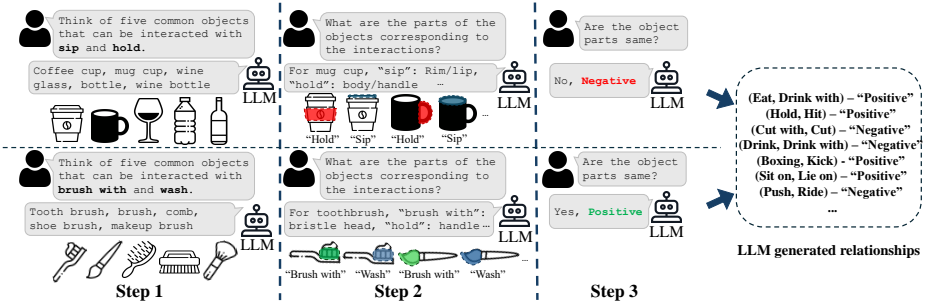 Think of five common objects
that can be interacted with
sip and hold.
Coffee cup, mug cup, wine
glass, bottle, wine bottle
LLM
What are the parts of the
objects corresponding to
the interactions?
For mug cup, “sip”: Rim/lip,
“hold”: body/handle ...
LLM
“Hold” “Sip” “Hold” “Sip” ...
Are the object
parts same?
No, Negative
LLM
Think of five common objects
that can be interacted with
brush with and wash.
Tooth brush, brush, comb,
shoe brush, makeup brush
LLM
What are the parts of the
objects corresponding to
the interactions?
For toothbrush, “brush with”:
bristle head, “hold”: handle ...
LLM
“Brush with” “Wash” “Brush with” “Wash” ...
Are the object
parts same?
Yes, Positive
LLM
Step 1
Step 2
Step 3
(Eat, Drink with) – “Positive”
(Hold, Hit) – “Positive”
(Cut with, Cut) – “Negative”
(Drink, Drink with) – “Negative”
(Boxing, Kick) - “Positive”
(Sit on, Lie on) – “Positive”
(Push, Ride) – “Negative”
...
LLM generated relationships